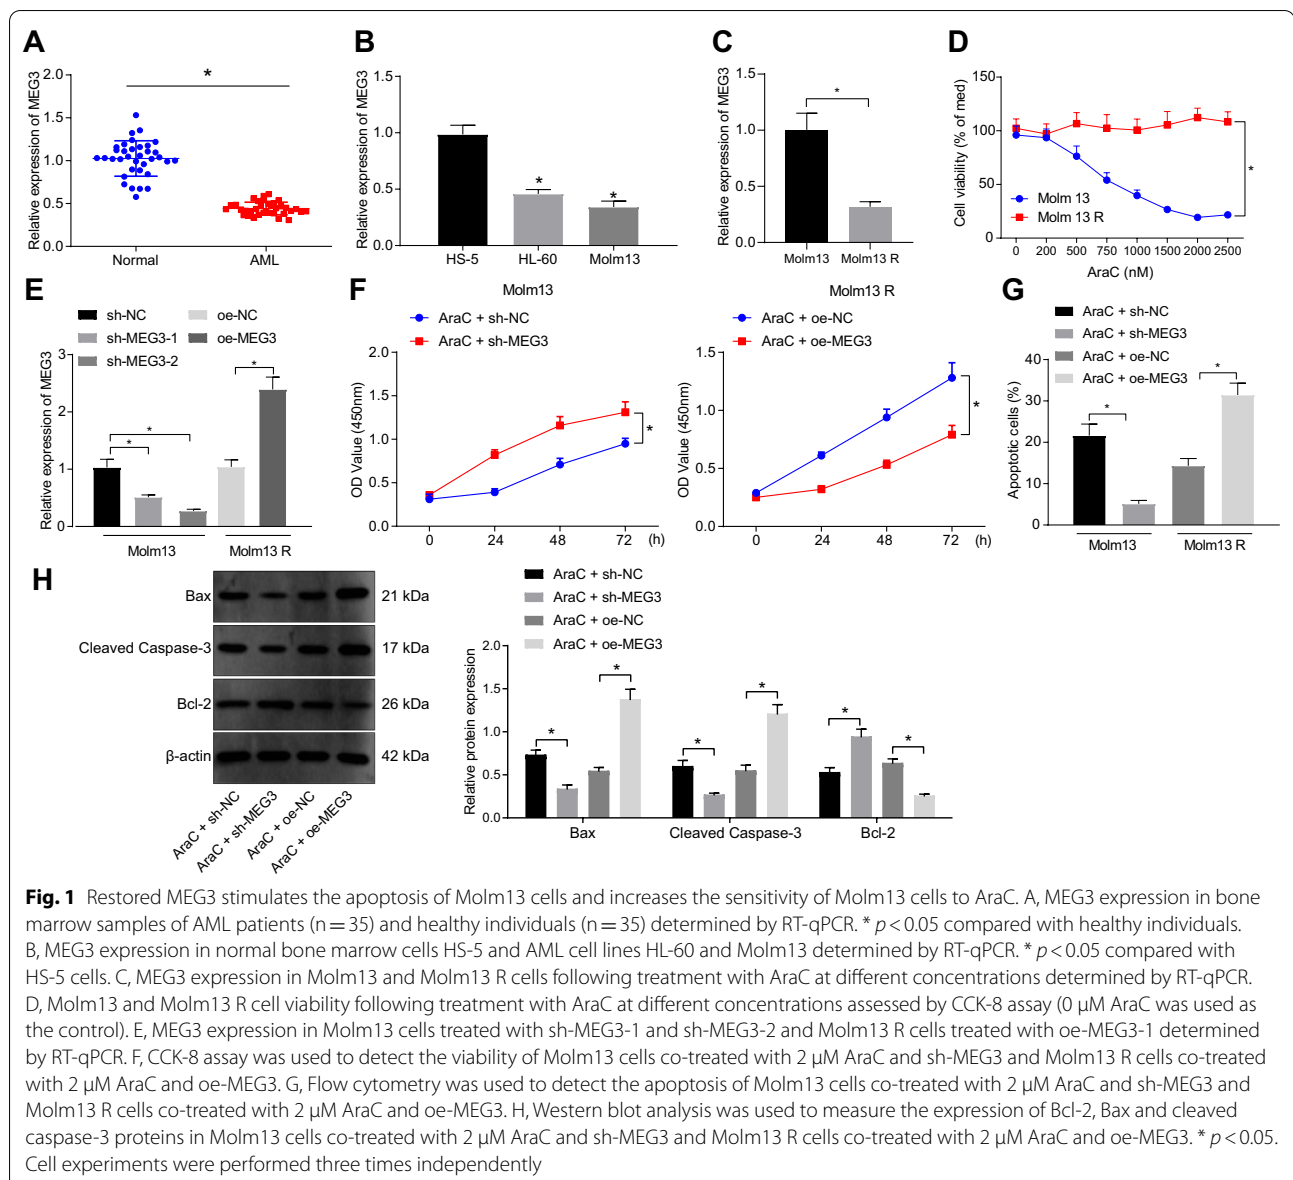 A
Relative expression of MEG3
2.0
1.5
1.0
0.5
0.0
*
Normal
AML
B
Relative expression of MEG3
1.5
1.0
0.5
0.0
*
*
HS-5
HL-60
Molm13
C
Relative expression of MEG3
1.5
1.0
0.5
0.0
*
Molm13
Molm13 R
D
Cell viability (% of med)
150
100
50
0
Molm 13
Molm 13 R
*
0 200 500 750 1000 1500 2000 2500
AraC (nM)
E
sh-NC
sh-MEG3-1
sh-MEG3-2
oe-NC
oe-MEG3
Relative expression of MEG3
3
2
1
0
*
*
*
Molm13
Molm13 R
F
Molm13
AraC + sh-NC
AraC + sh-MEG3
OD Value (450nm)
2.0
1.5
1.0
0.5
0.0
*
0 24 48 72 (h)
Molm13 R
AraC + oe-NC
AraC + oe-MEG3
OD Value (450nm)
1.5
1.0
0.5
0.0
*
0 24 48 72 (h)
G
AraC + sh-NC
AraC + sh-MEG3
AraC + oe-NC
AraC + oe-MEG3
Apoptotic cells (%)
40
30
20
10
0
*
*
Molm13
Molm13 R
H
Bax
21 kDa
Cleaved Caspase-3
17 kDa
Bcl-2
26 kDa
β-actin
42 kDa
AraC + sh-NC
AraC + sh-MEG3
AraC + oe-NC
AraC + oe-MEG3
AraC + sh-NC
AraC + sh-MEG3
AraC + oe-NC
AraC + oe-MEG3
Relative protein expression
2.0
1.5
1.0
0.5
0.0
*
*
*
*
*
*
Bax
Cleaved Caspase-3
Bcl-2
Fig. 1 Restored MEG3 stimulates the apoptosis of Molm13 cells and increases the sensitivity of Molm13 cells to AraC. A, MEG3 expression in bone
marrow samples of AML patients (n = 35) and healthy individuals (n = 35) determined by RT-qPCR. * p < 0.05 compared with healthy individuals.
B, MEG3 expression in normal bone marrow cells HS-5 and AML cell lines HL-60 and Molm13 determined by RT-qPCR. * p < 0.05 compared with
HS-5 cells. C, MEG3 expression in Molm13 and Molm13 R cells following treatment with AraC at different concentrations determined by RT-qPCR.
D, Molm13 and Molm13 R cell viability following treatment with AraC at different concentrations assessed by CCK-8 assay (0 μM AraC was used as
the control). E, MEG3 expression in Molm13 cells treated with sh-MEG3-1 and sh-MEG3-2 and Molm13 R cells treated with oe-MEG3-1 determined
by RT-qPCR. F, CCK-8 assay was used to detect the viability of Molm13 cells co-treated with 2 μM AraC and sh-MEG3 and Molm13 R cells co-treated
with 2 μM AraC and oe-MEG3. G, Flow cytometry was used to detect the apoptosis of Molm13 cells co-treated with 2 μM AraC and sh-MEG3 and
Molm13 R cells co-treated with 2 μM AraC and oe-MEG3. H, Western blot analysis was used to measure the expression of Bcl-2, Bax and cleaved
caspase-3 proteins in Molm13 cells co-treated with 2 μM AraC and sh-MEG3 and Molm13 R cells co-treated with 2 μM AraC and oe-MEG3. * p < 0.05.
Cell experiments were performed three times independently